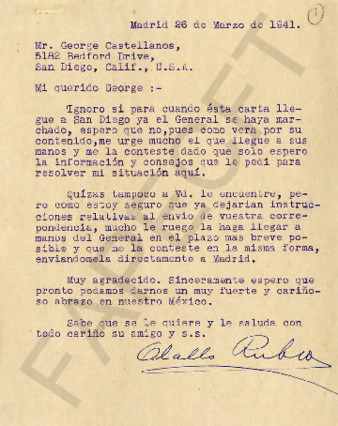 1
Madrid 26 de Marzo de 1941.
Mr. George Castellanos,
5182 Bedford Drive,
San Diego, Calif., U.S.A.
Mi querido George :-
Ignoro si para cuando ésta carta lle-
gue a San Diego ya el General se haya mar-
chado, espero que no, pues como vera por su
contenido, me urge mucho el que llegue a sus
manos y me la conteste dado que solo espero
la información y consejos que le pedi para
resolver mi situación aquí.
Quizas tampoco a Vd. le encuentre, pe-
ro como estoy seguro que ya dejarian instruc-
ciones relativas al envio de vuestra corres-
pondencia, mucho le ruego la haga llegar a
manos del General en el plazo mas breve po-
sible y que me la conteste en la misma forma,
enviandomela directamente a Madrid.
Muy agradecido. Sinceramente espero que
pronto podamos darnos un muy fuerte y cariño-
so abrazo en nuestro México.
Sabe que se le quiere y le saluda con
todo cariño su amigo y s.s.
Rubio